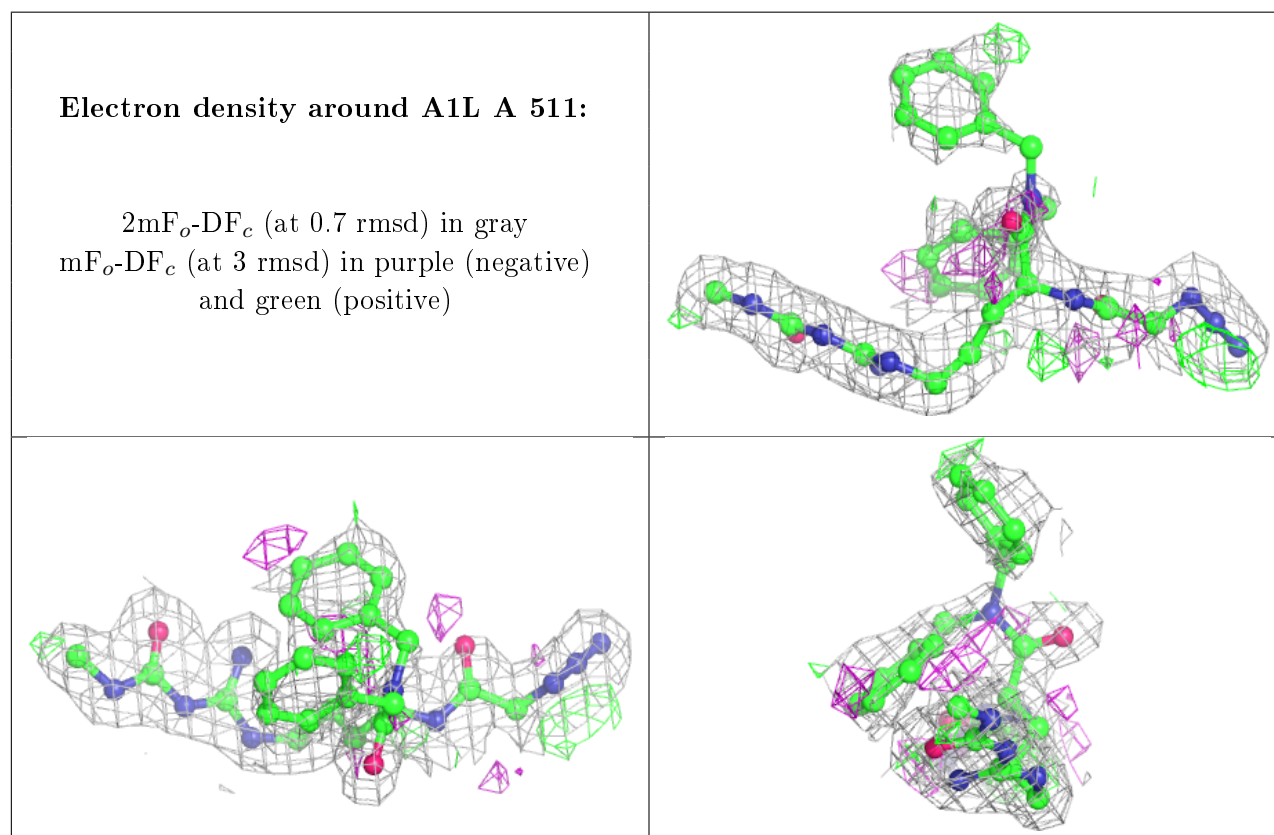 Electron density around A1L A 511:
2mFo-DFc (at 0.7 rmsd) in gray
mFo-DFc (at 3 rmsd) in purple (negative)
and green (positive)